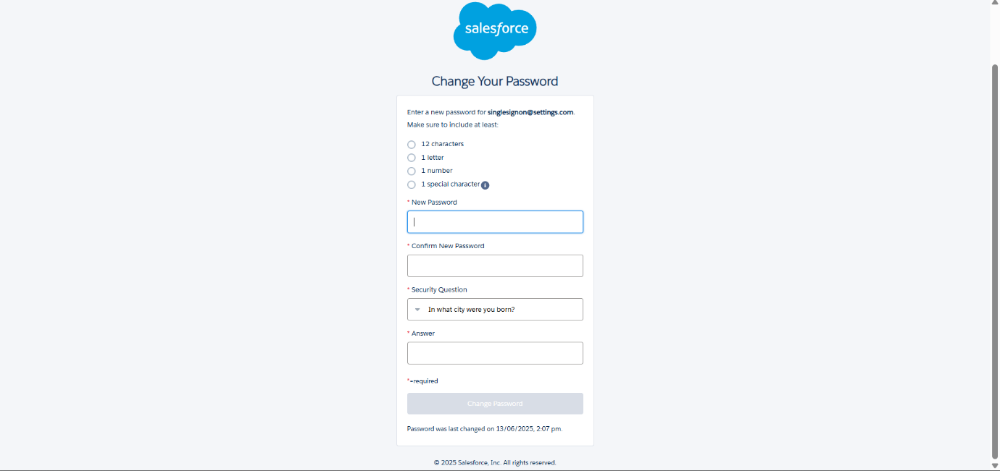 salesforce
Change Your Password
Enter a new password for singlesignon@settings.com.
Make sure to include at least:
12 characters
1 letter
1 number
1 special character i
* New Password
* Confirm New Password
* Security Question
In what city were you born?
* Answer
*=required
Change Password
Password was last changed on 13/06/2025, 2:07 pm.
© 2025 Salesforce, Inc. All rights reserved.